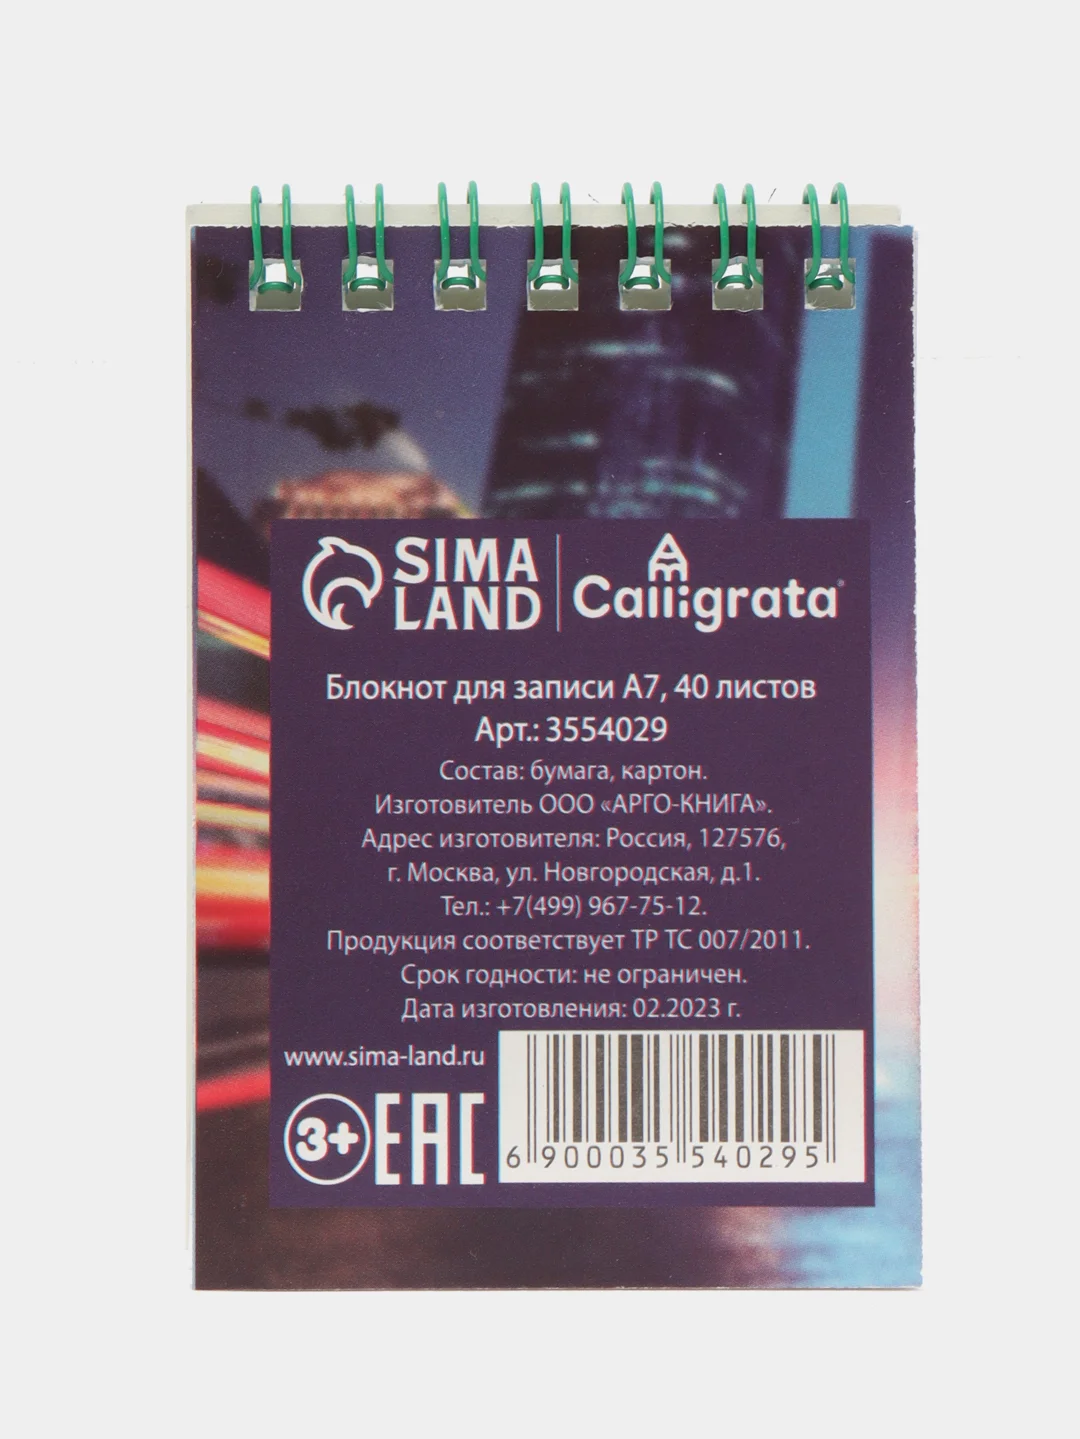 SIMA LAND
Calligrata®
Блокнот для записи А7, 40 листов
Арт.: 3554029
Состав: бумага, картон.
Изготовитель ООО «АРГО-КНИГА».
Адрес изготовителя: Россия, 127576,
г. Москва, ул. Новгородская, д.1.
Тел.: +7(499) 967-75-12.
Продукция соответствует ТР ТС 007/2011.
Срок годности: не ограничен.
Дата изготовления: 02.2023 г.
www.sima-land.ru
3+ EAC
6 900035 540295